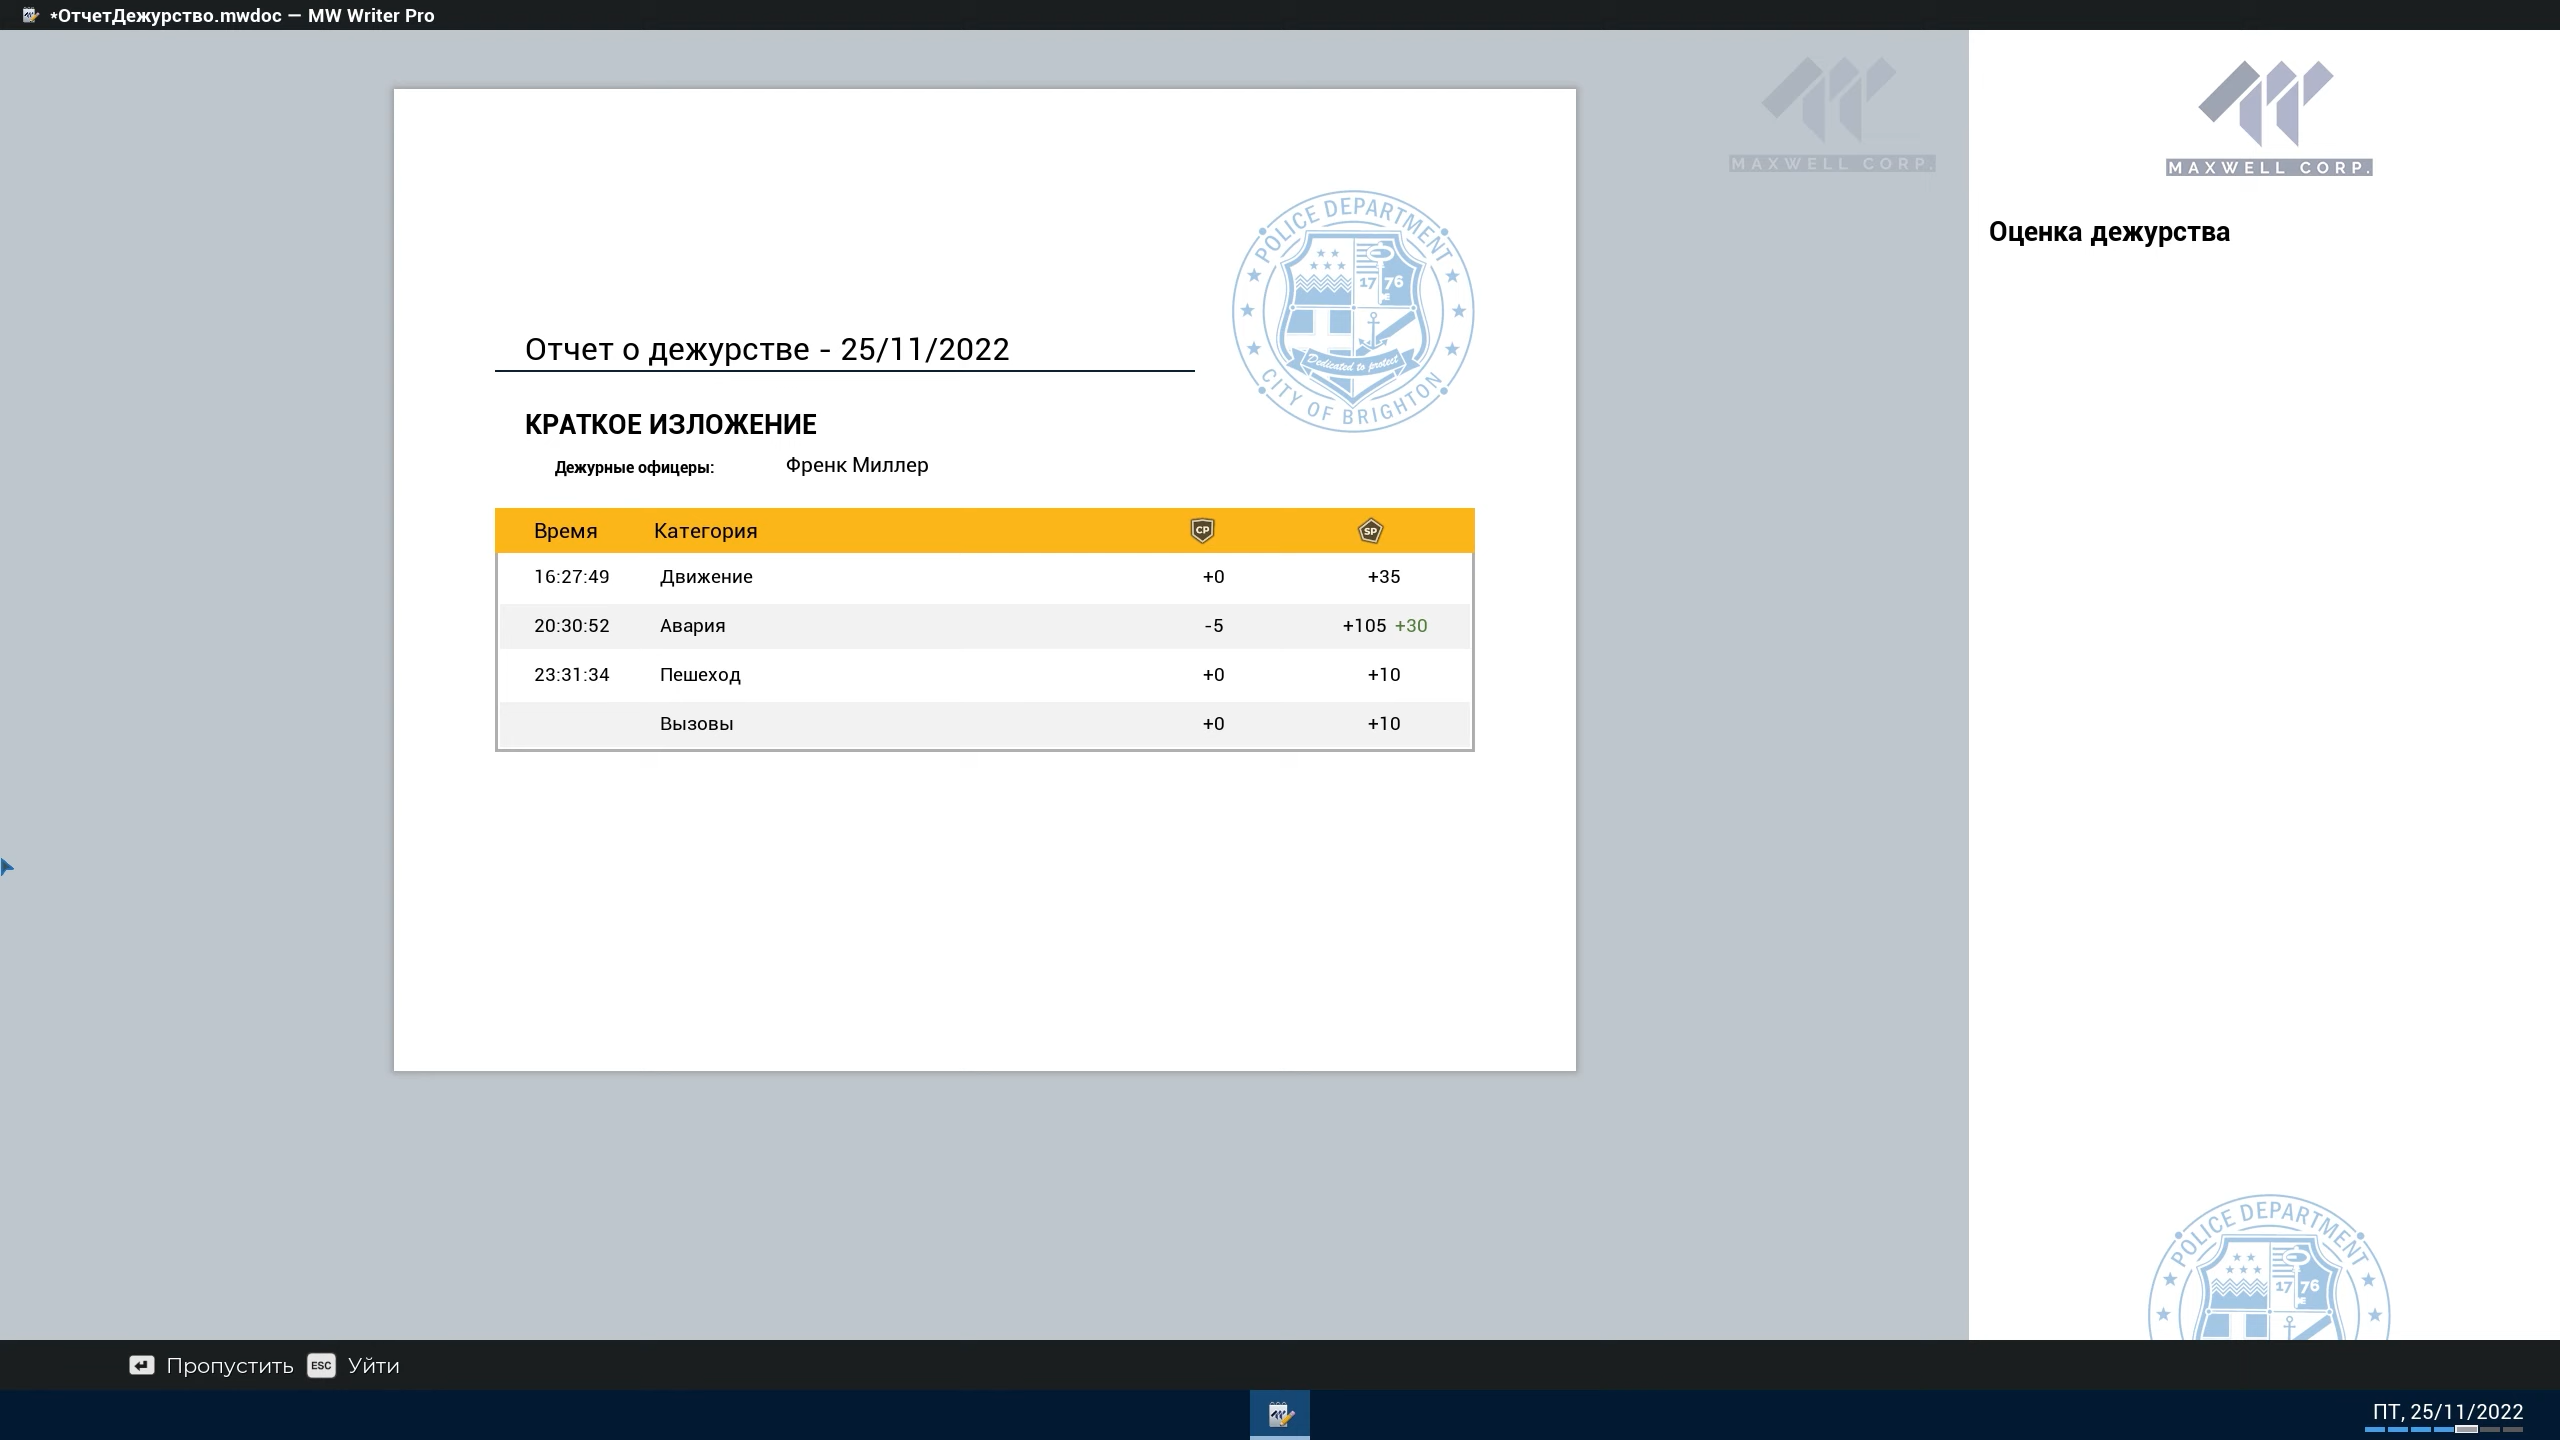 *ОтчетДежурство.mwdoc — MW Writer Pro
MAXWELL CORP.
MAXWELL CORP.
Оценка дежурства
POLICE DEPARTMENT
17 76
Dedicated to protect
CITY OF BRIGHTON
Отчет о дежурстве - 25/11/2022
КРАТКОЕ ИЗЛОЖЕНИЕ
Дежурные офицеры: Френк Миллер
Время Категория CP SP
16:27:49 Движение +0 +35
20:30:52 Авария -5 +105 +30
23:31:34 Пешеход +0 +10
Вызовы +0 +10
POLICE DEPARTMENT
17 76
Пропустить ESC Уйти
ПТ, 25/11/2022